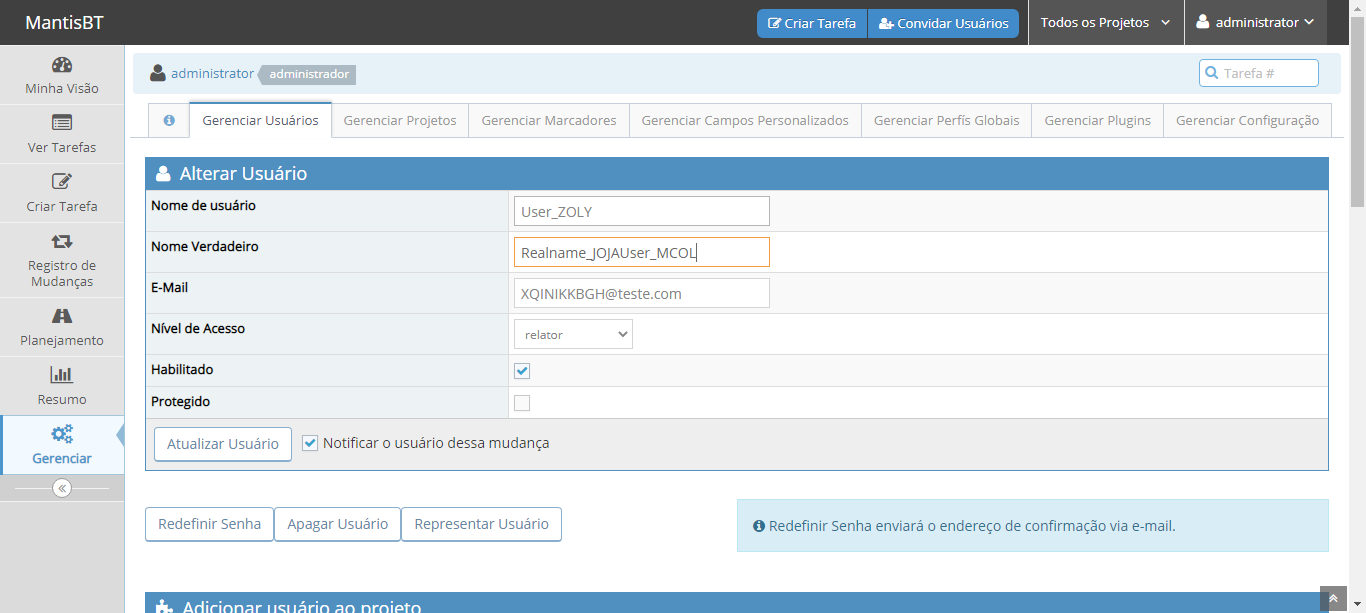 MantisBT
Criar Tarefa
Convidar Usuários
Todos os Projetos
administrator
Minha Visão
Ver Tarefas
Criar Tarefa
Registro de
Mudanças
Planejamento
Resumo
Gerenciar
administrator administrador
Tarefa #
Gerenciar Usuários
Gerenciar Projetos
Gerenciar Marcadores
Gerenciar Campos Personalizados
Gerenciar Perfís Globais
Gerenciar Plugins
Gerenciar Configuração
Alterar Usuário
Nome de usuário
User_ZOLY
Nome Verdadeiro
Realname_JOJAUser_MCOL
E-Mail
XQINIKKBGH@teste.com
Nível de Acesso
relator
Habilitado
Protegido
Atualizar Usuário
Notificar o usuário dessa mudança
Redefinir Senha
Apagar Usuário
Representar Usuário
Redefinir Senha enviará o endereço de confirmação via e-mail.
Adicionar usuário ao projeto